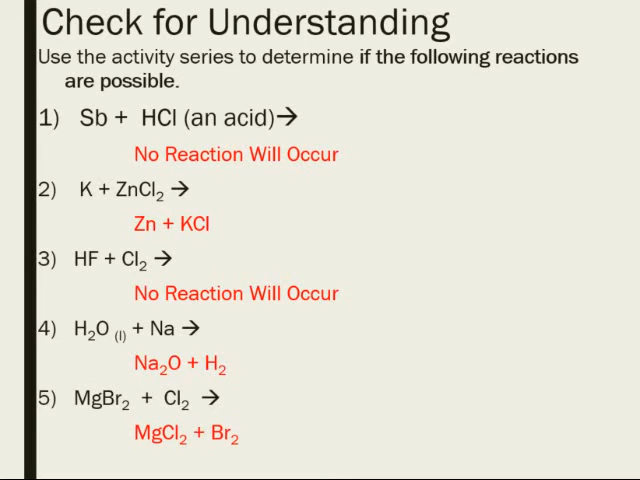 Check for Understanding
Use the activity series to determine if the following reactions
are possible.
1) Sb + HCl (an acid)→
No Reaction Will Occur
2) K + ZnCl₂ →
Zn + KCl
3) HF + Cl₂ →
No Reaction Will Occur
4) H₂O ₍ₗ₎ + Na →
Na₂O + H₂
5) MgBr₂ + Cl₂ →
MgCl₂ + Br₂